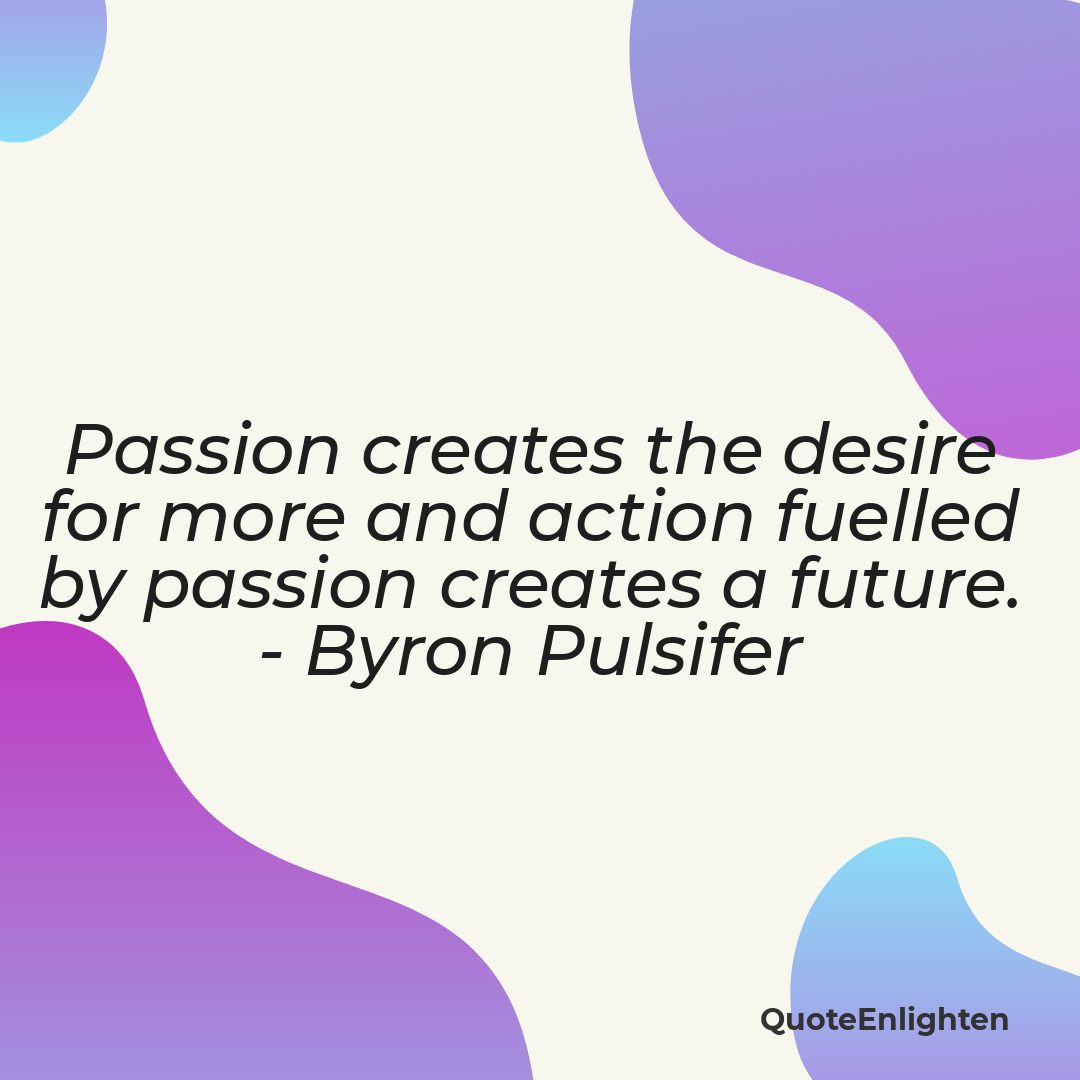 Passion creates the desire
for more and action fuelled
by passion creates a future.
- Byron Pulsifer
QuoteEnlighten